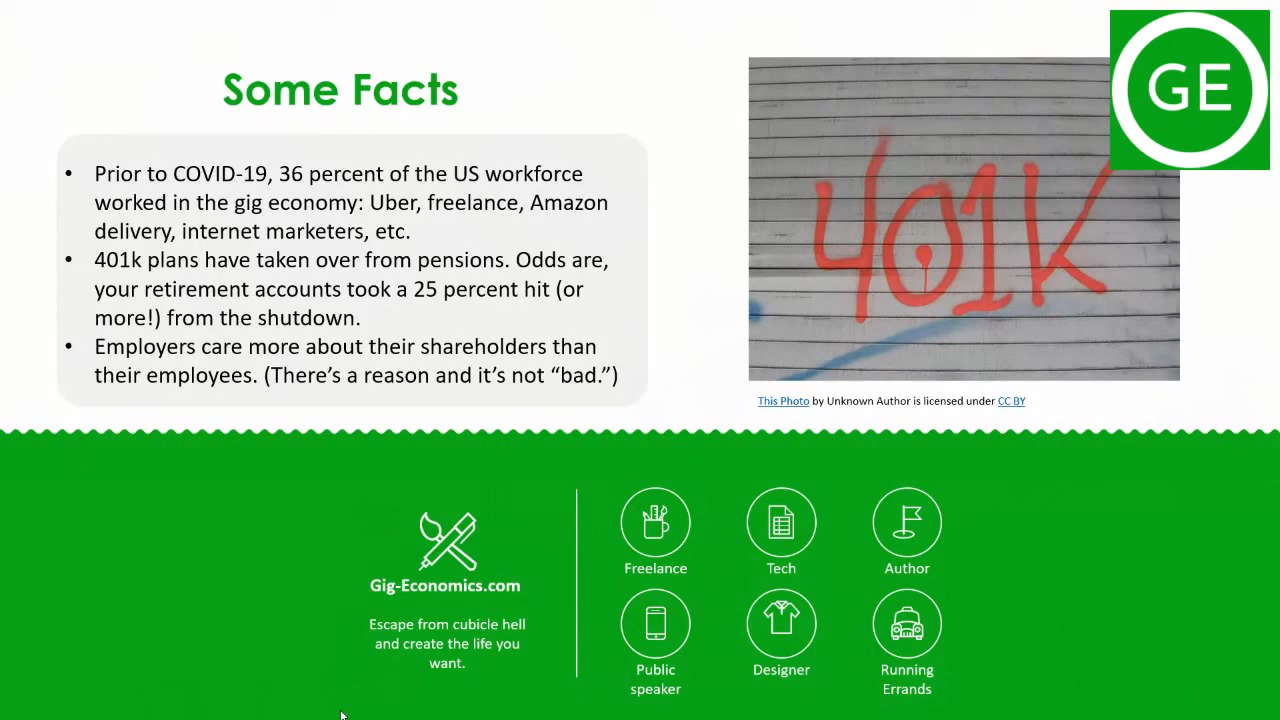 Some Facts
• Prior to COVID-19, 36 percent of the US workforce
worked in the gig economy: Uber, freelance, Amazon
delivery, internet marketers, etc.
• 401k plans have taken over from pensions. Odds are,
your retirement accounts took a 25 percent hit (or
more!) from the shutdown.
• Employers care more about their shareholders than
their employees. (There’s a reason and it’s not “bad.”)
GE
401K
This Photo by Unknown Author is licensed under CC BY
Gig-Economics.com
Escape from cubicle hell
and create the life you
want.
Freelance
Tech
Author
Public
speaker
Designer
Running
Errands